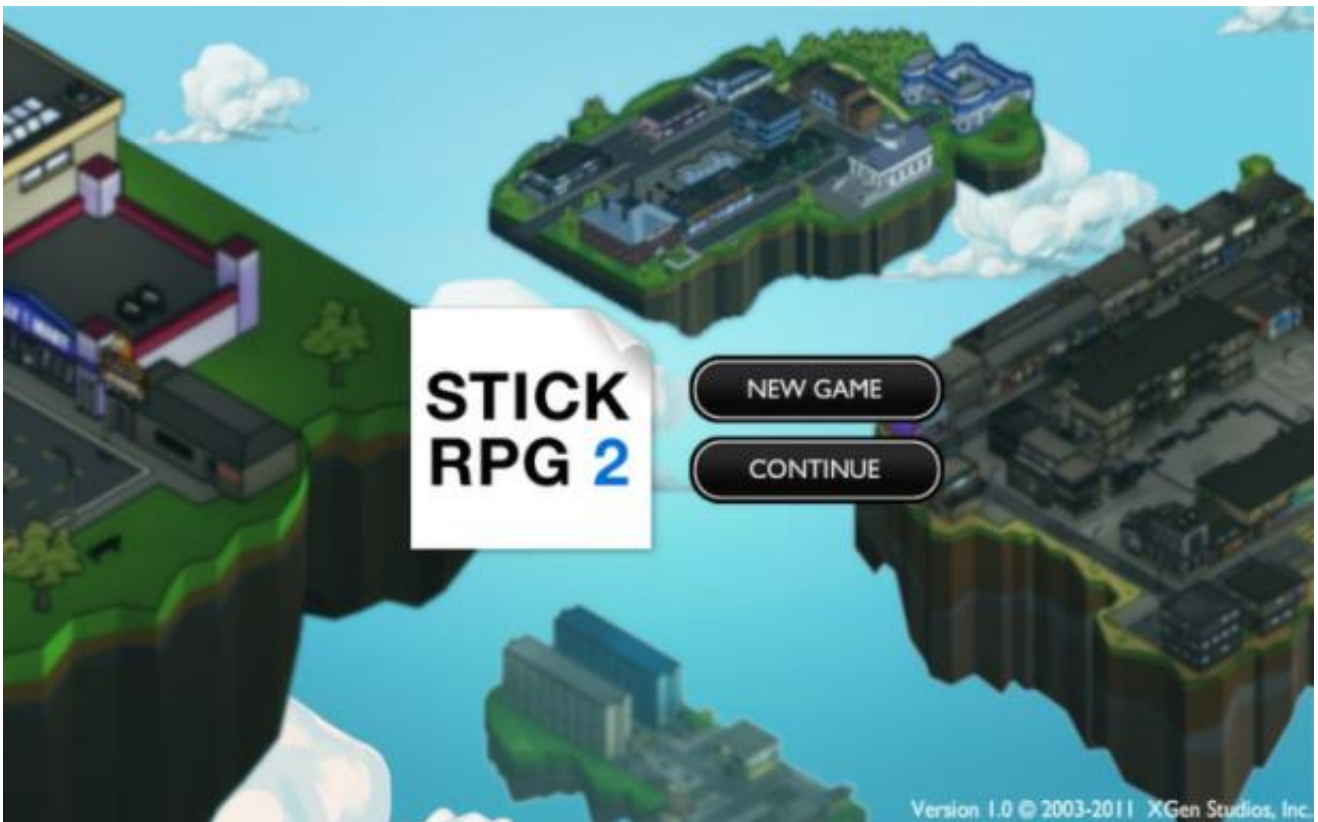 STICK
RPG 2
NEW GAME
CONTINUE
Version 1.0 © 2003-2011 XGen Studios, Inc.